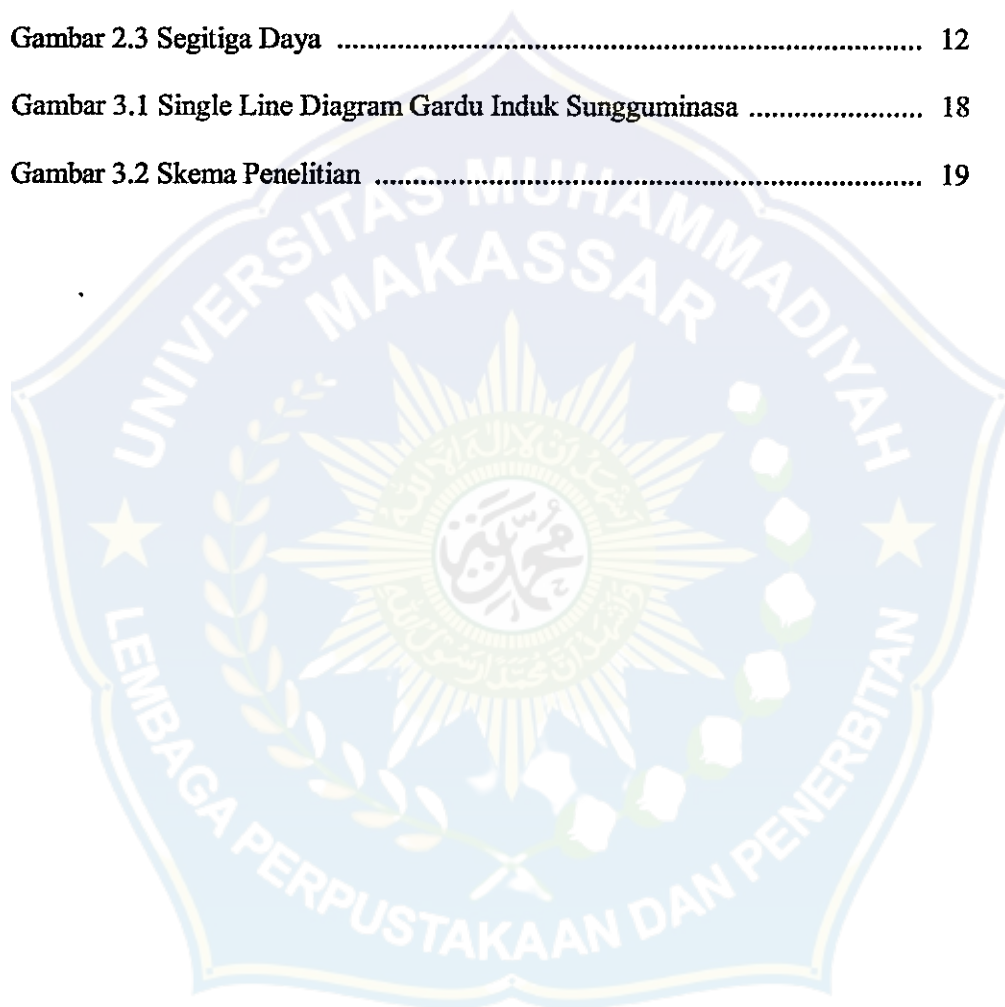 Gambar 2.3 Segitiga Daya ........................................................................ 12
Gambar 3.1 Single Line Diagram Gardu Induk Sungguminasa ...................... 18
Gambar 3.2 Skema Penelitian .................................................................... 19
UNIVERSITAS MUHAMMADIYAH
MAKASSAR
LEMBAGA PERPUSTAKAAN DAN PENERBITAN